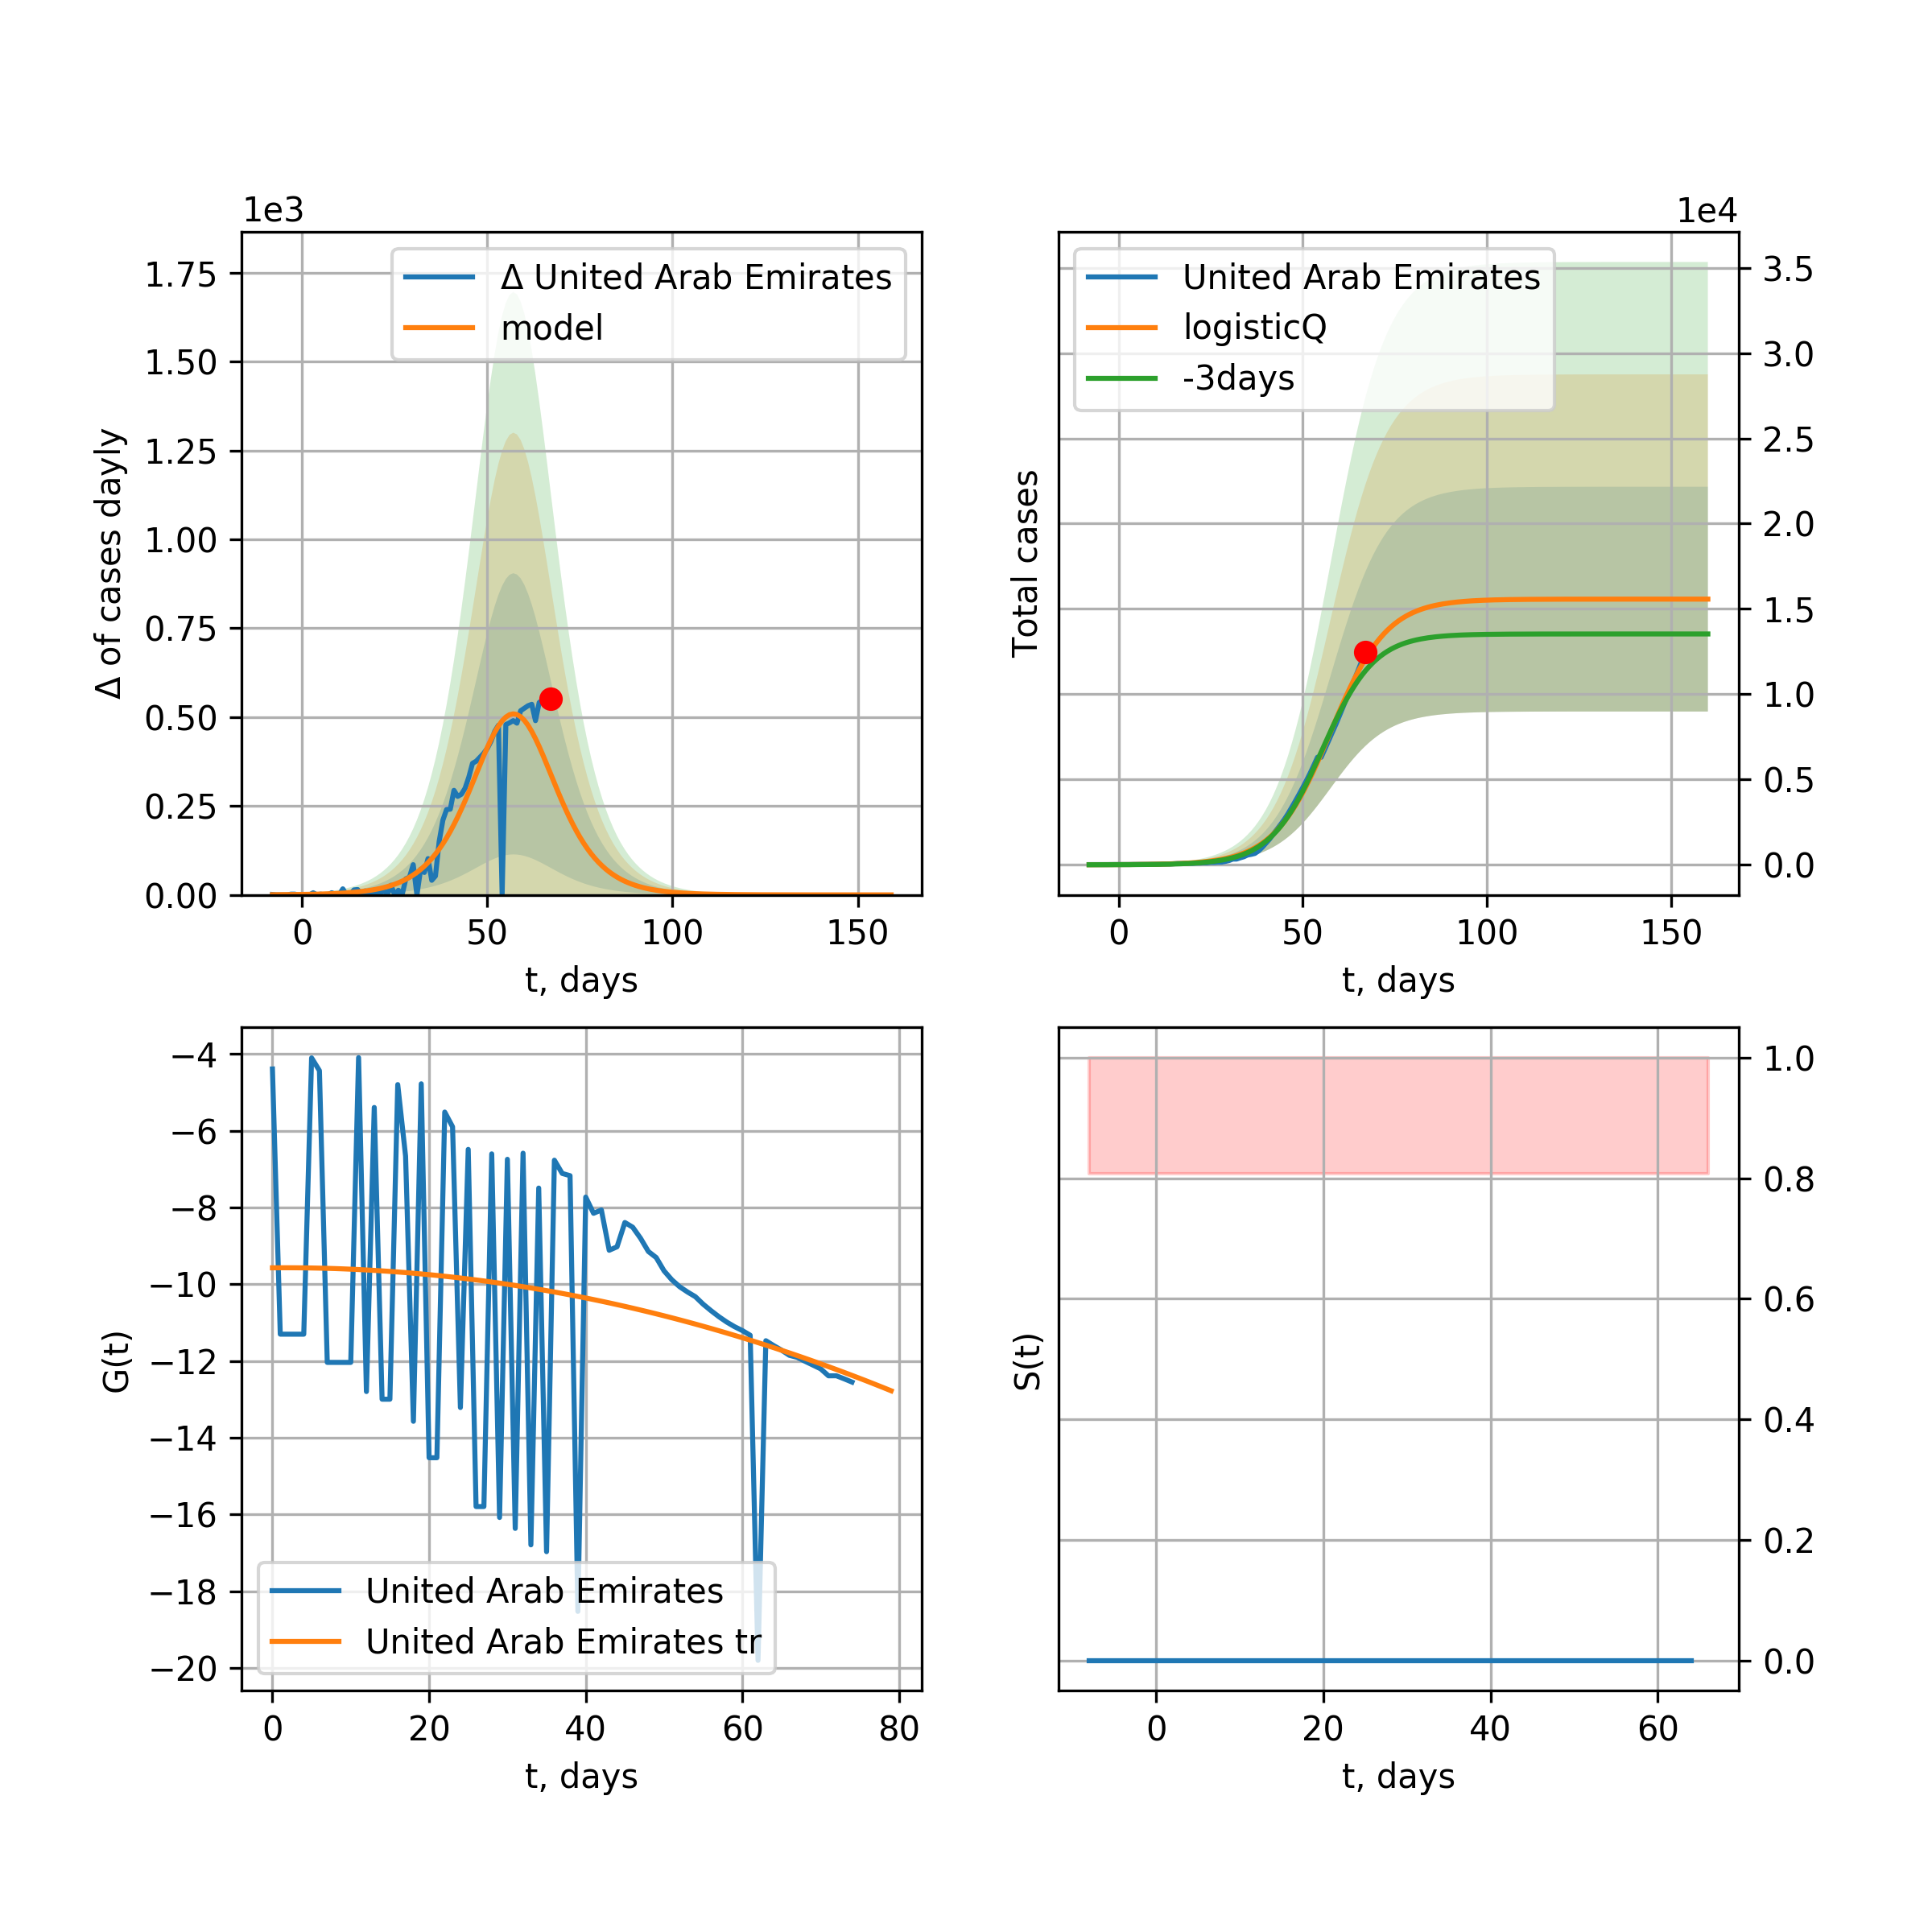 1e3
1.75
1.50
1.25
1.00
0.75
0.50
0.25
0.00
Δ of cases dayly
Δ United Arab Emirates
model
0 50 100 150
t, days
1e4
3.5
3.0
2.5
2.0
1.5
1.0
0.5
0.0
Total cases
United Arab Emirates
logisticQ
-3days
0 50 100 150
t, days
−4
−6
−8
−10
−12
−14
−16
−18
−20
G(t)
United Arab Emirates
United Arab Emirates tr
0 20 40 60 80
t, days
1.0
0.8
0.6
0.4
0.2
0.0
S(t)
0 20 40 60
t, days